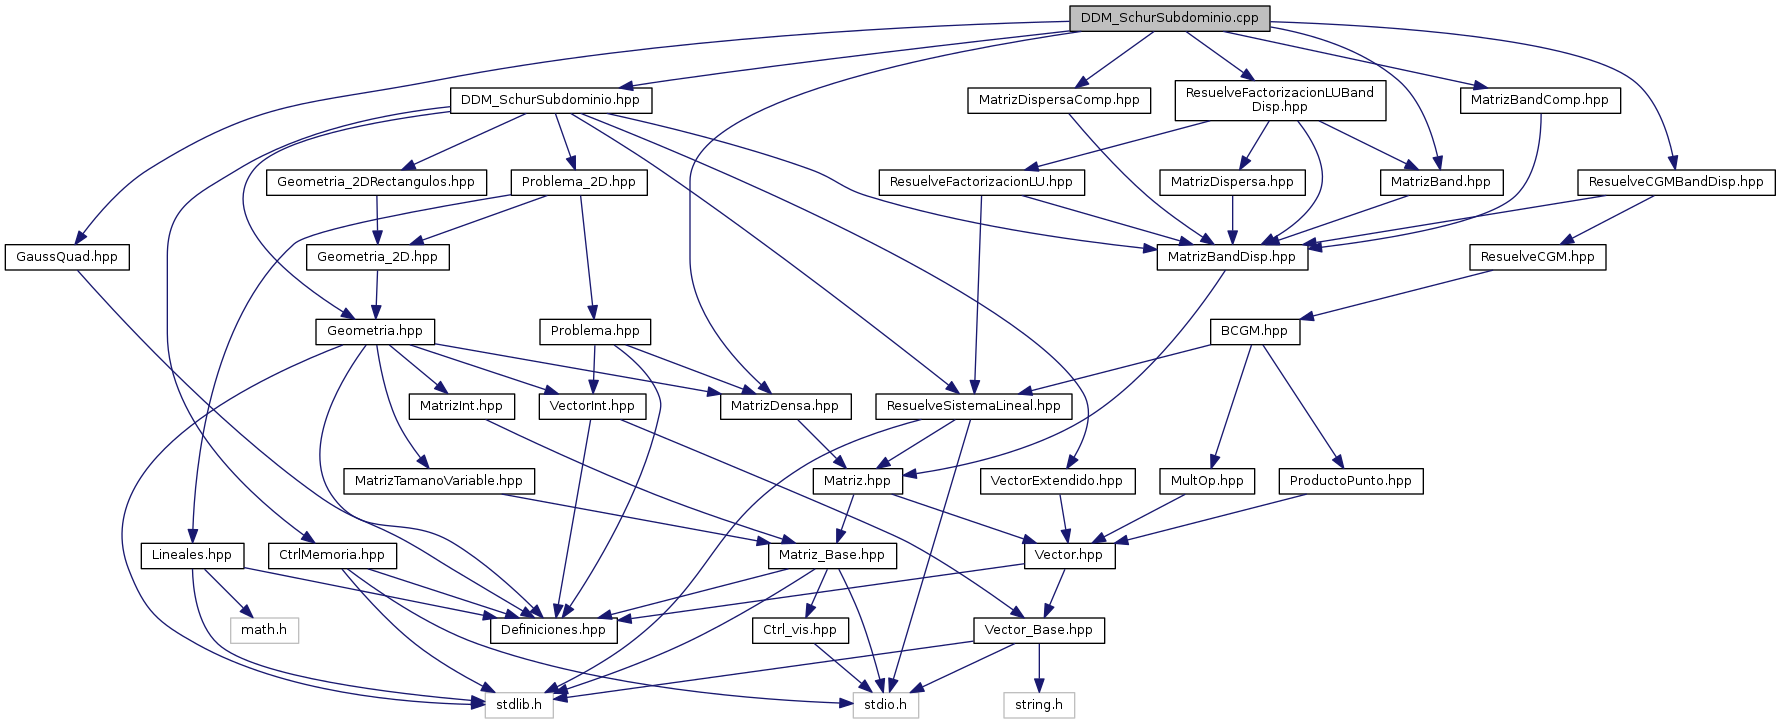 DDM_SchurSubdominio.cpp
DDM_SchurSubdominio.hpp
MatrizDispersaComp.hpp
ResuelveFactorizacionLUBand
Disp.hpp
MatrizBandComp.hpp
Geometria_2DRectangulos.hpp
Problema_2D.hpp
ResuelveFactorizacionLU.hpp
MatrizDispersa.hpp
MatrizBand.hpp
ResuelveCGMBandDisp.hpp
GaussQuad.hpp
Geometria_2D.hpp
MatrizBandDisp.hpp
ResuelveCGM.hpp
Geometria.hpp
Problema.hpp
BCGM.hpp
MatrizInt.hpp
VectorInt.hpp
MatrizDensa.hpp
ResuelveSistemaLineal.hpp
MatrizTamanoVariable.hpp
Matriz.hpp
VectorExtendido.hpp
MultOp.hpp
ProductoPunto.hpp
Lineales.hpp
CtrlMemoria.hpp
Matriz_Base.hpp
Vector.hpp
math.h
Definiciones.hpp
Ctrl_vis.hpp
Vector_Base.hpp
stdlib.h
stdio.h
string.h